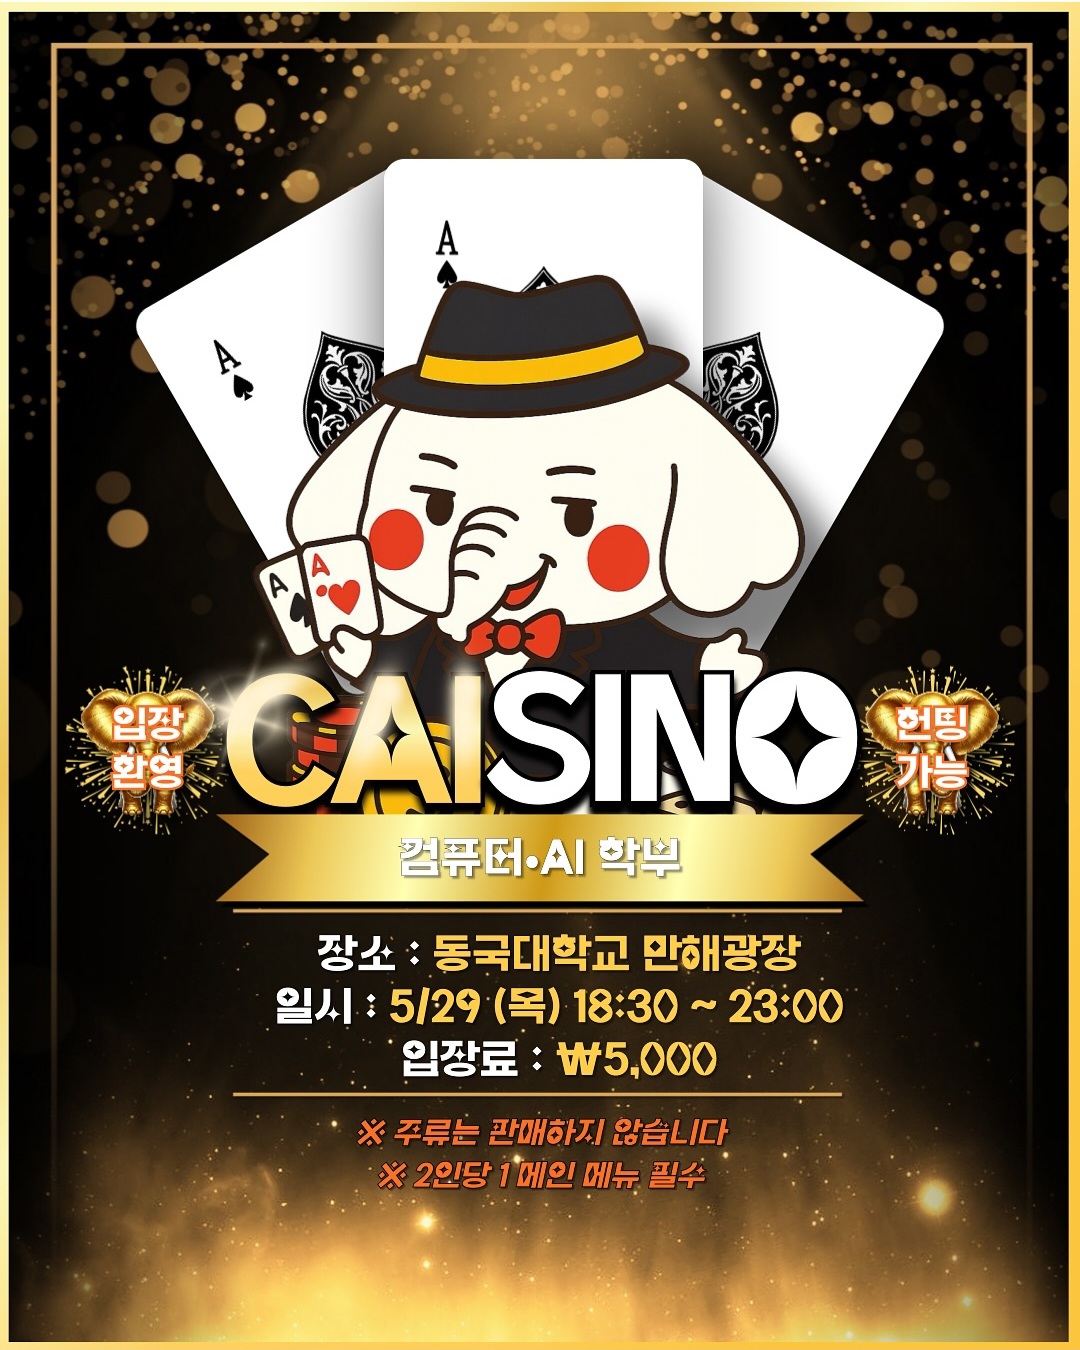 A
A
A
A
입장
환영
CAISINO
헌팅
가능
컴퓨터•AI 학부
장소 : 동국대학교 만해광장
일시 : 5/29 (목) 18:30 ~ 23:00
입장료 : ₩5,000
※ 주류는 판매하지 않습니다
※ 2인당 1 메인 메뉴 필수